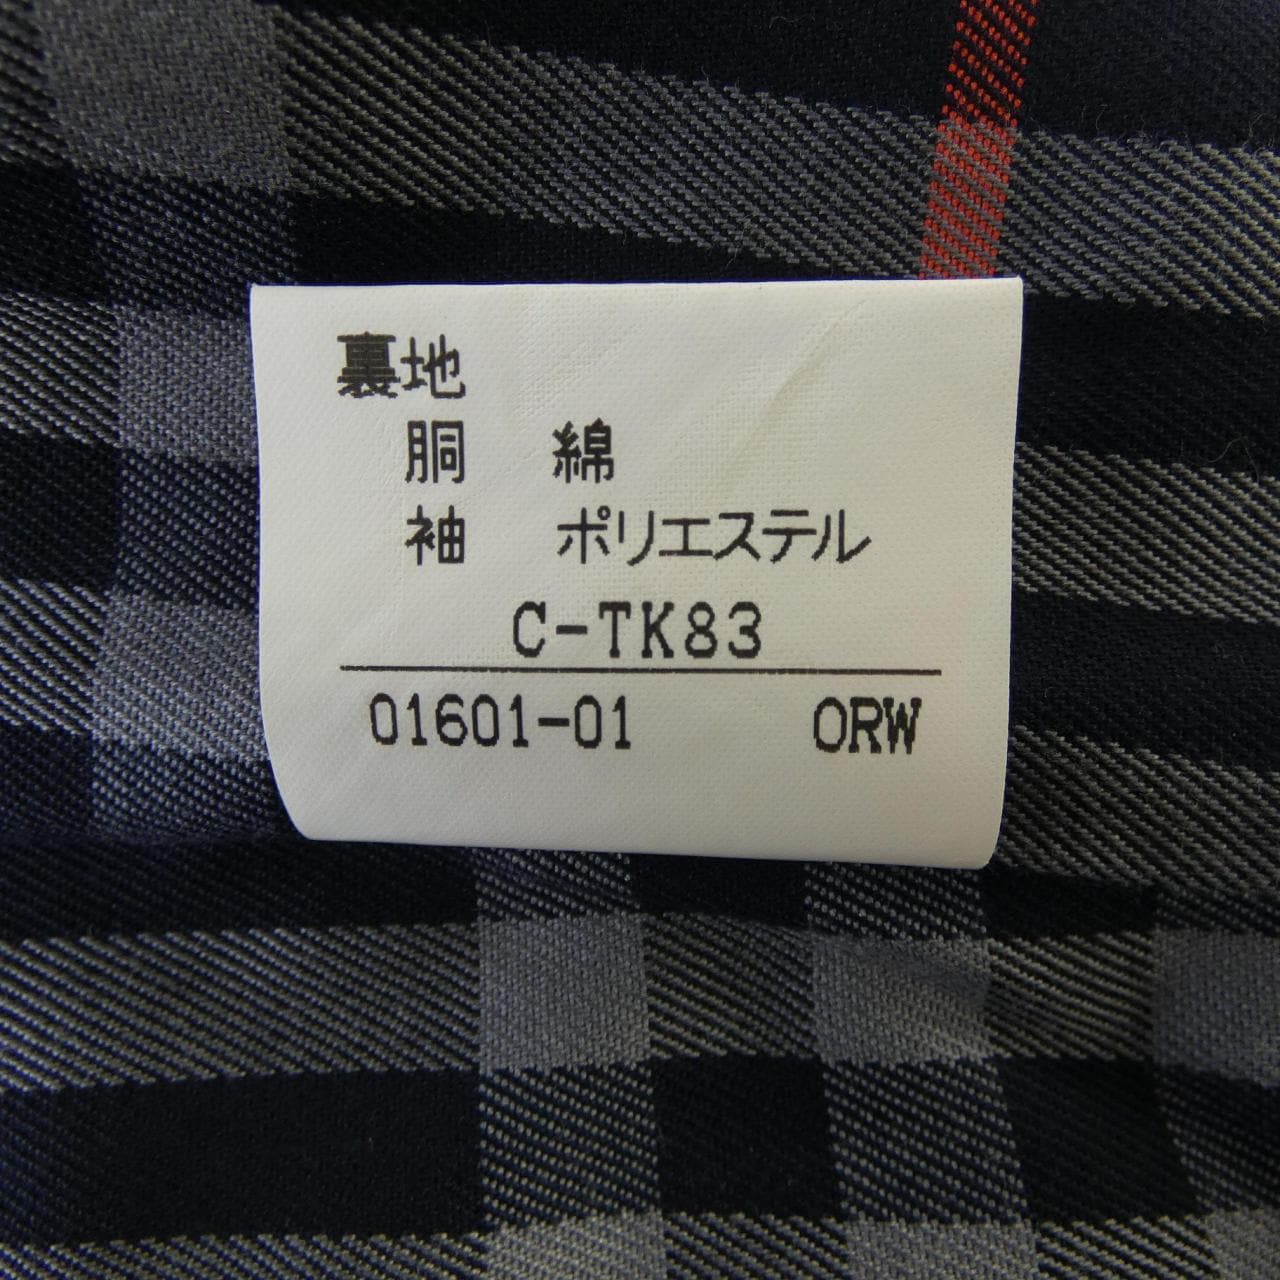 裏地
胴 綿
袖 ポリエステル
C-TK83
01601-01 ORW